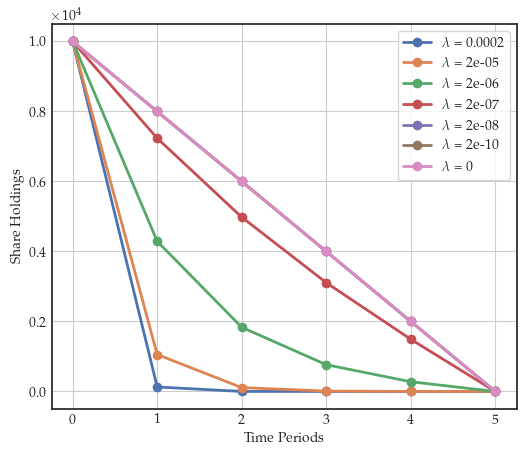 ×10⁴
1.0
0.8
0.6
0.4
0.2
0.0
Share Holdings
0 1 2 3 4 5
Time Periods
λ = 0.0002
λ = 2e-05
λ = 2e-06
λ = 2e-07
λ = 2e-08
λ = 2e-10
λ = 0